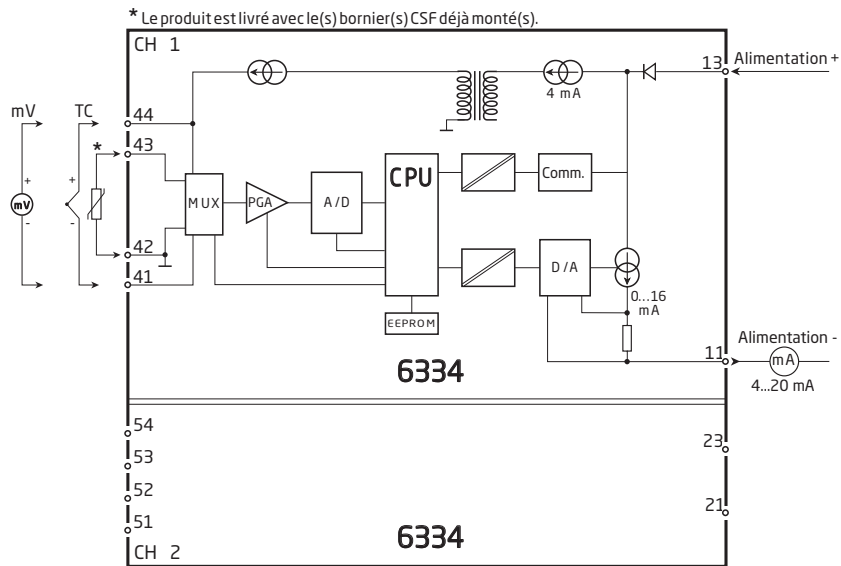 * Le produit est livré avec le(s) bornier(s) CSF déjà monté(s).
CH 1
13
Alimentation +
4 mA
mV
TC
44
*
43
CPU
Comm.
MUX
PGA
A/D
+
mV
-
+
-
42
41
D/A
EEPROM
0...16
mA
Alimentation -
11
mA
4...20 mA
6334
54
53
52
51
23
21
6334
CH 2